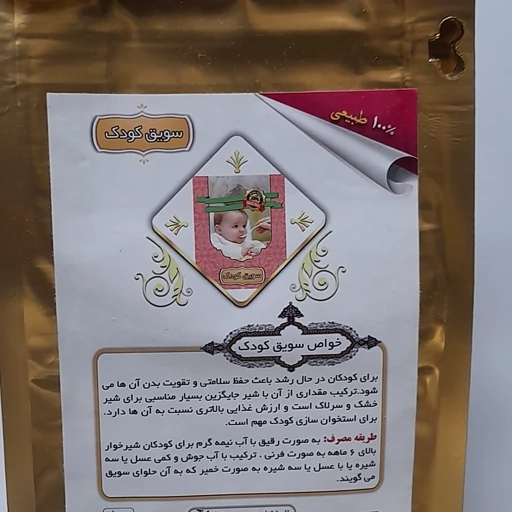 ۱۰۰٪ طبیعی
سویق کودک
سویق کودک
خواص سویق کودک
برای کودکان در حال رشد باعث حفظ سلامتی و تقویت بدن آن ها می
شود.ترکیب مقداری از آن با شیر جایگزین بسیار مناسبی برای شیر
خشک و سرلاک است و ارزش غذایی بالاتری نسبت به آن ها دارد.
برای استخوان سازی کودک مهم است.
طریقه مصرف: به صورت رقیق با آب نیمه گرم برای کودکان شیرخوار
بالای ۶ ماهه به صورت فرنی . ترکیب با آب جوش و کمی عسل یا سه
شیره یا با عسل یا سه شیره به صورت خمیر که به آن حلوای سویق
می گویند.